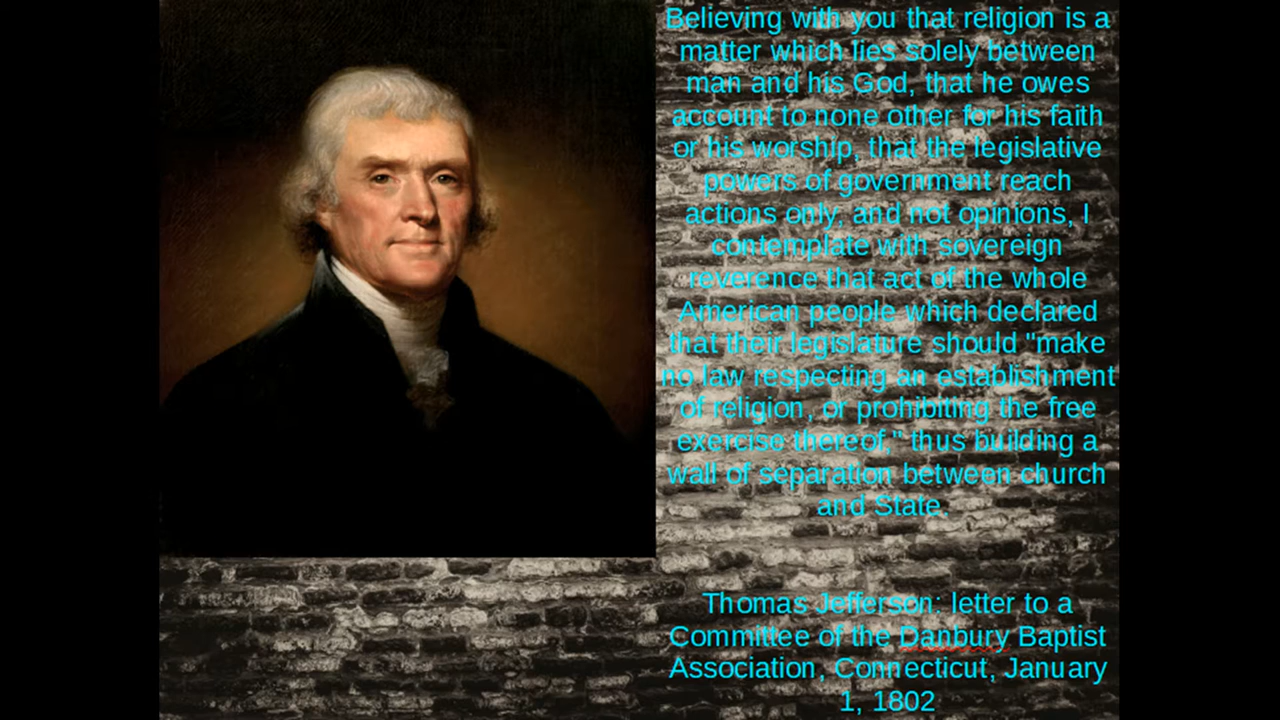 Believing with you that religion is a
matter which lies solely between
man and his God, that he owes
account to none other for his faith
or his worship, that the legislative
powers of government reach
actions only, and not opinions, I
contemplate with sovereign
reverence that act of the whole
American people which declared
that their legislature should "make
no law respecting an establishment
of religion, or prohibiting the free
exercise thereof," thus building a
wall of separation between church
and State.
Thomas Jefferson: letter to a
Committee of the Danbury Baptist
Association, Connecticut, January
1, 1802